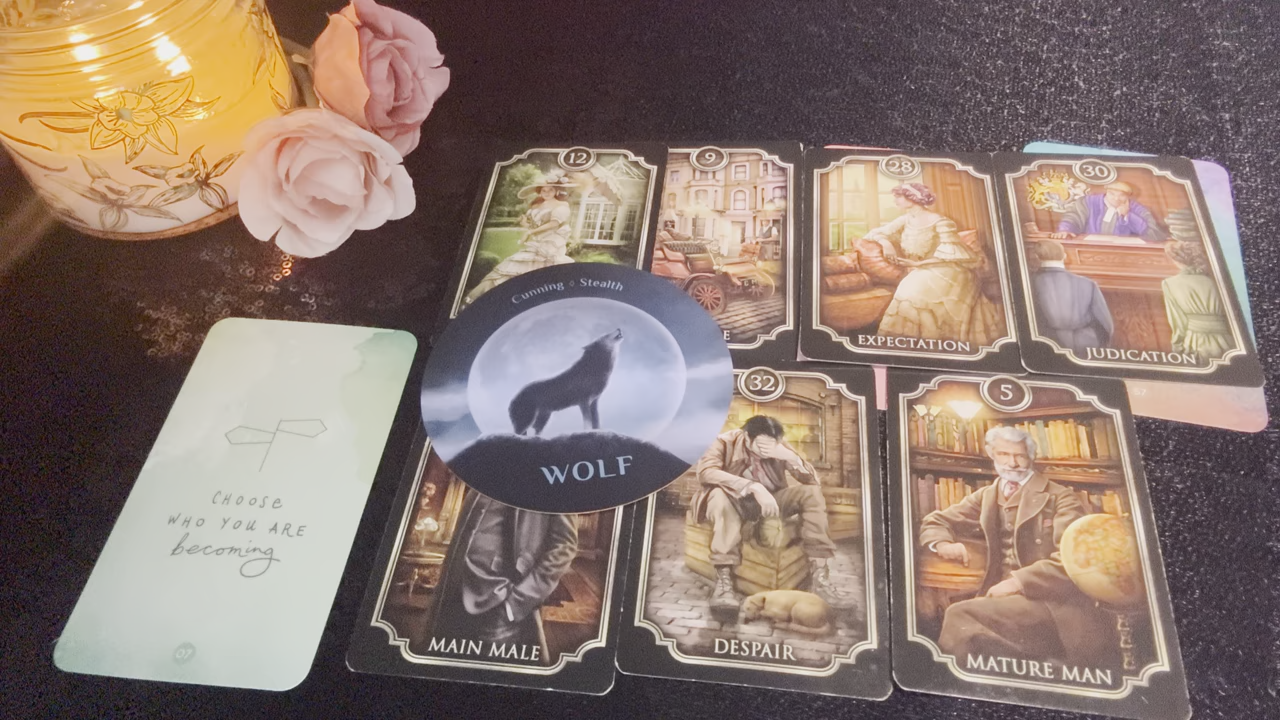 12
9
28
30
E
EXPECTATION
JUDICATION
Cunning ◊ Stealth
WOLF
32
5
CHOOSE
WHO YOU ARE
becoming
07
MAIN MALE
DESPAIR
MATURE MAN